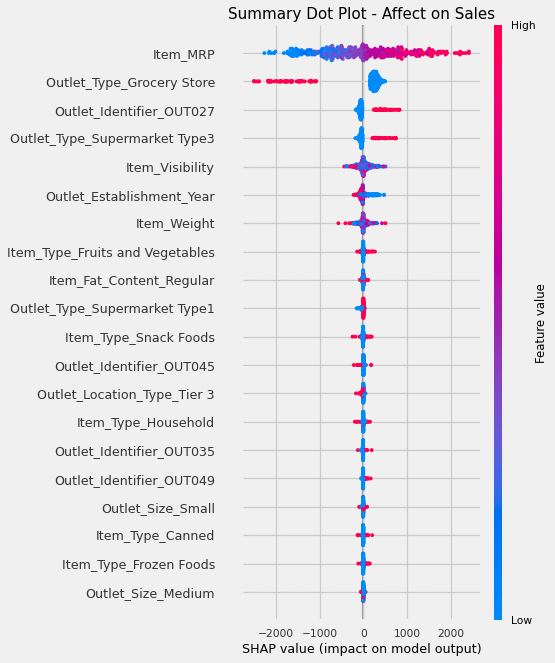 Summary Dot Plot - Affect on Sales
High
Item_MRP
Outlet_Type_Grocery Store
Outlet_Identifier_OUT027
Outlet_Type_Supermarket Type3
Item_Visibility
Outlet_Establishment_Year
Item_Weight
Item_Type_Fruits and Vegetables
Item_Fat_Content_Regular
Outlet_Type_Supermarket Type1
Item_Type_Snack Foods
Outlet_Identifier_OUT045
Outlet_Location_Type_Tier 3
Item_Type_Household
Outlet_Identifier_OUT035
Outlet_Identifier_OUT049
Outlet_Size_Small
Item_Type_Canned
Item_Type_Frozen Foods
Outlet_Size_Medium
Feature value
Low
−2000 −1000 0 1000 2000
SHAP value (impact on model output)